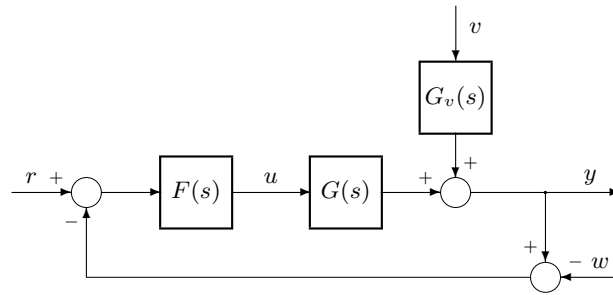 v
G_v(s)
+
r + F(s) u G(s) + y
−
+
− w